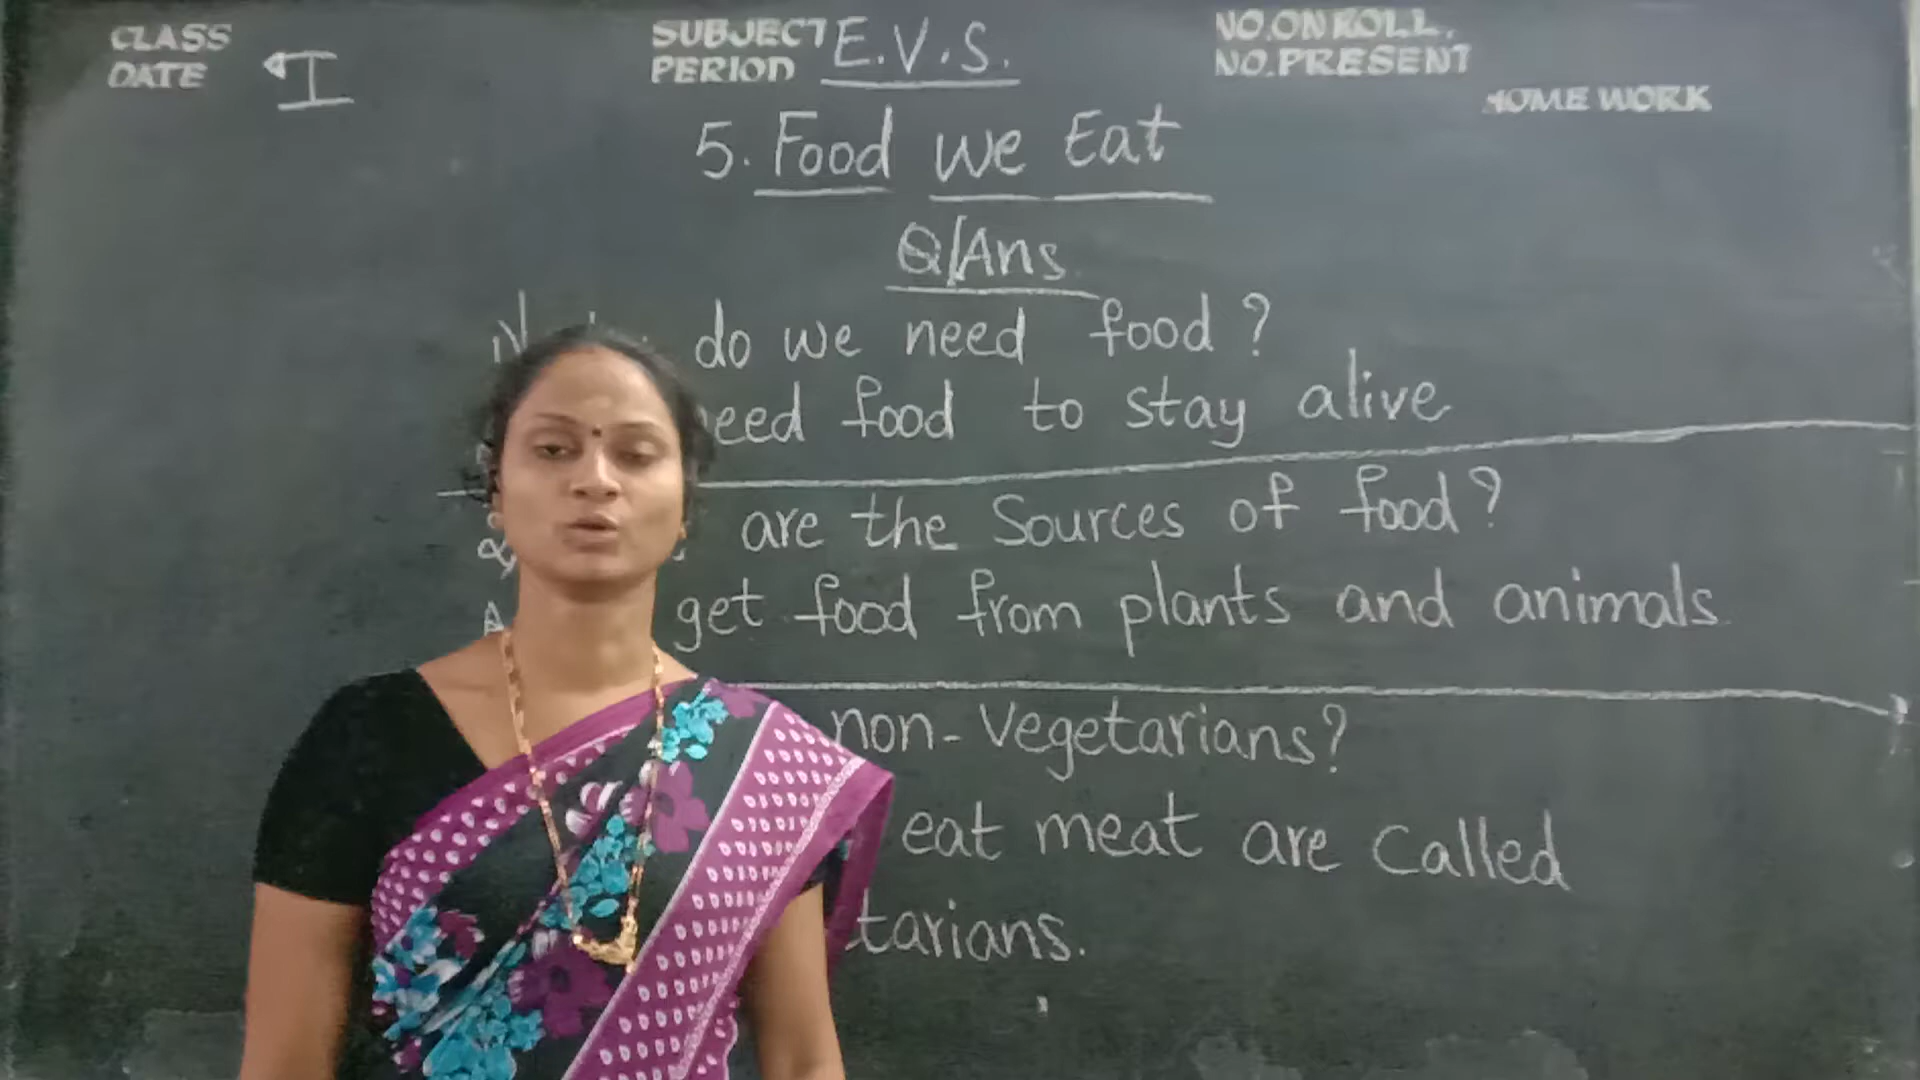 CLASS I
DATE
SUBJECT E.V.S.
PERIOD
NO.ON ROLL.
NO.PRESENT
HOME WORK
5. Food we Eat
Q/Ans
do we need food?
need food to stay alive
are the Sources of food?
get food from plants and animals
non-vegetarians?
eat meat are called
tarians.